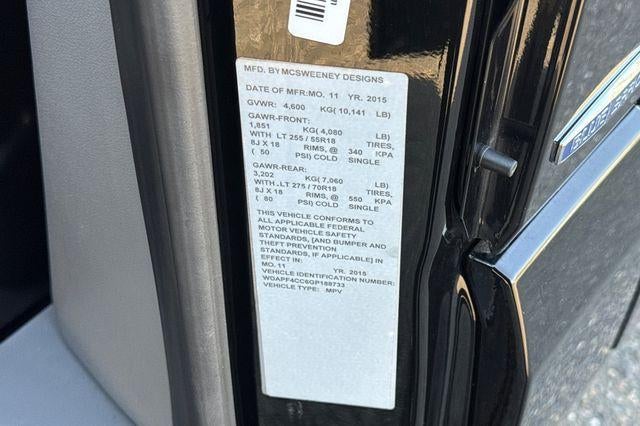 MFD. BY MCSWEENEY DESIGNS
DATE OF MFR: MO. 11 YR. 2015
GVWR: 4,600 KG( 10,141 LB)
GAWR-FRONT:
1,851 KG( 4,080 LB)
WITH LT 255 / 55R18 TIRES,
8J X 18 RIMS, @ 340 KPA
( 50 PSI) COLD SINGLE
GAWR-REAR:
3,202 KG( 7,060 LB)
WITH LT 275 / 70R18 TIRES,
8J X 18 RIMS, @ 550 KPA
( 80 PSI) COLD SINGLE
THIS VEHICLE CONFORMS TO
ALL APPLICABLE FEDERAL
MOTOR VEHICLE SAFETY
STANDARDS, [AND BUMPER AND
THEFT PREVENTION
STANDARDS, IF APPLICABLE] IN
EFFECT IN:
MO. 11 YR. 2015
VEHICLE IDENTIFICATION NUMBER:
WDAPF4CC6GP188733
VEHICLE TYPE: MPV